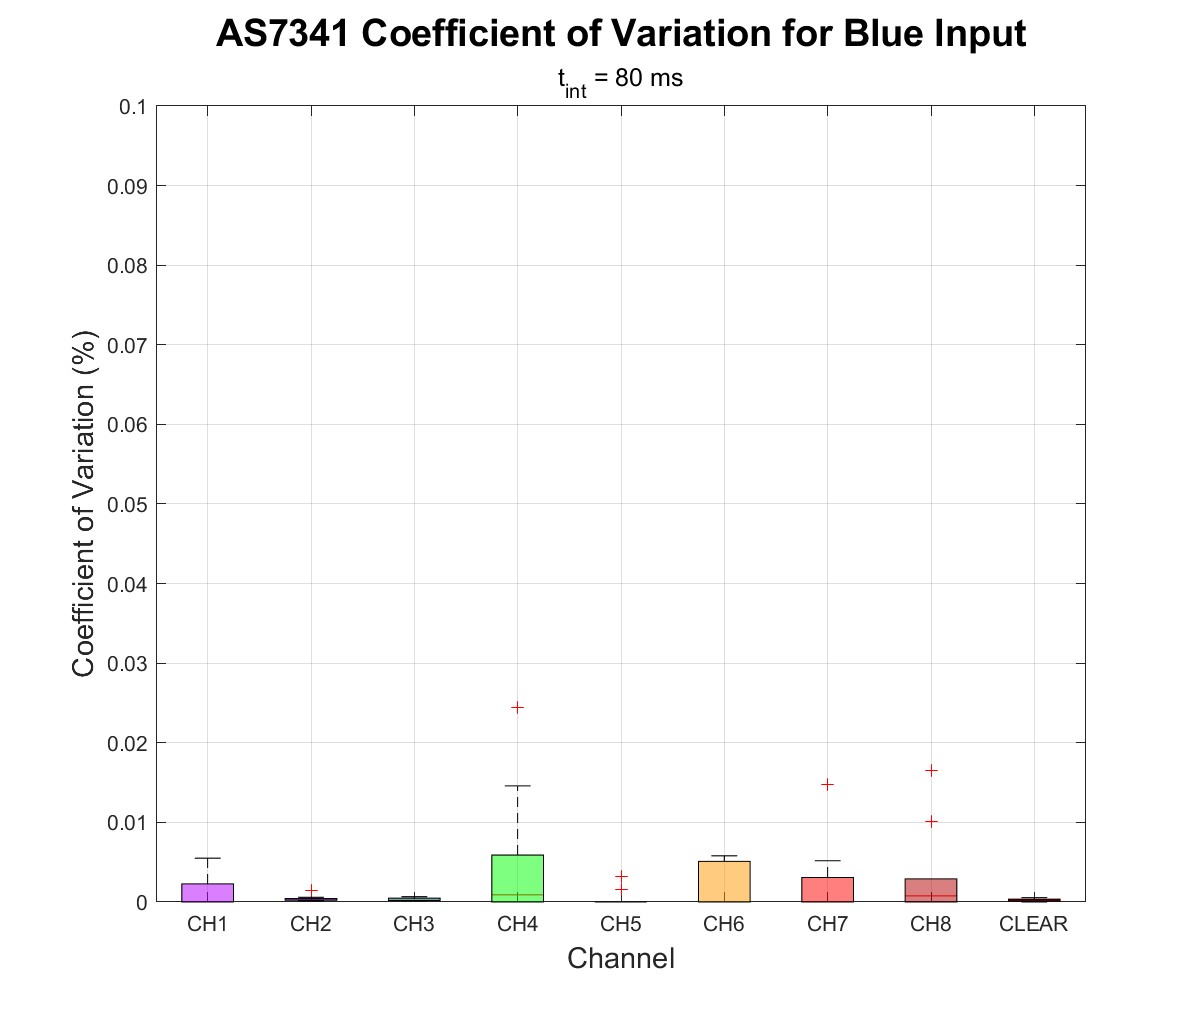 AS7341 Coefficient of Variation for Blue Input
t_int = 80 ms
0.1
0.09
0.08
0.07
0.06
0.05
0.04
0.03
0.02
0.01
0
Coefficient of Variation (%)
CH1 CH2 CH3 CH4 CH5 CH6 CH7 CH8 CLEAR
Channel